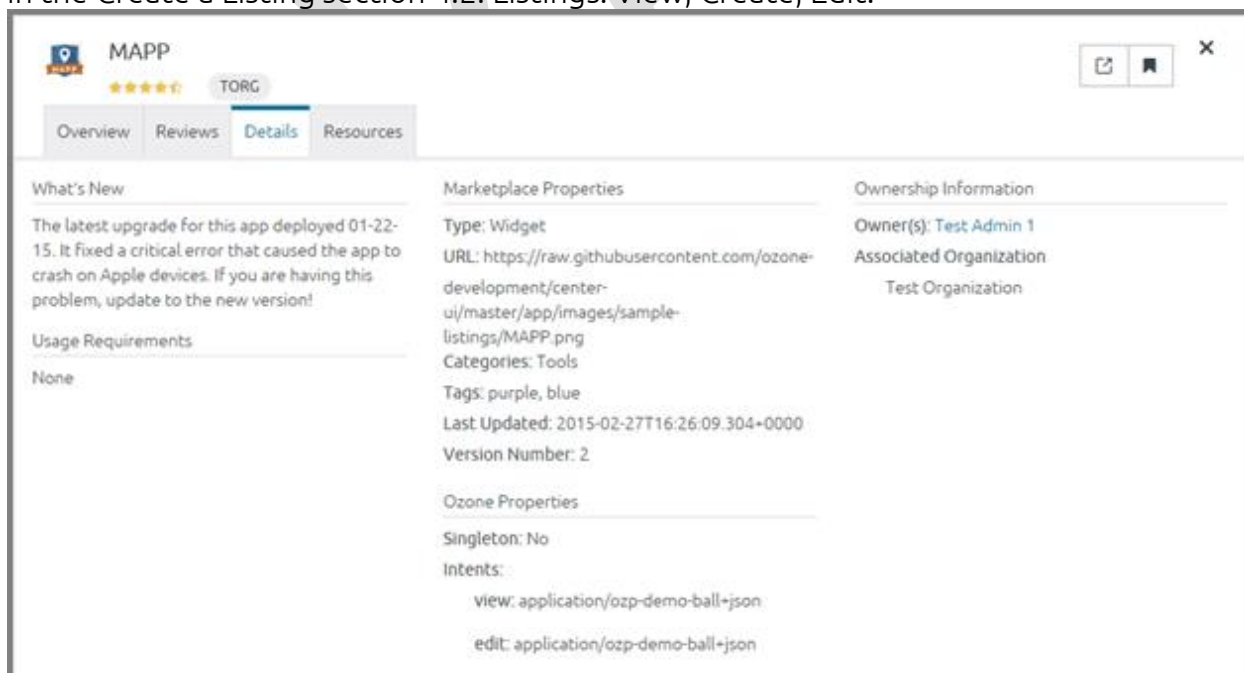 in the Create a Listing section 4.2. Listings: View, Create, Edit.
MAPP
MAPP
TORG
Overview
Reviews
Details
Resources
What's New
The latest upgrade for this app deployed 01-22-
15. It fixed a critical error that caused the app to
crash on Apple devices. If you are having this
problem, update to the new version!
Usage Requirements
None
Marketplace Properties
Type: Widget
URL: https://raw.githubusercontent.com/ozone-
development/center-
ui/master/app/images/sample-
listings/MAPP.png
Categories: Tools
Tags: purple, blue
Last Updated: 2015-02-27T16:26:09.304+0000
Version Number: 2
Ozone Properties
Singleton: No
Intents:
view: application/ozp-demo-ball+json
edit: application/ozp-demo-ball+json
Ownership Information
Owner(s): Test Admin 1
Associated Organization
Test Organization